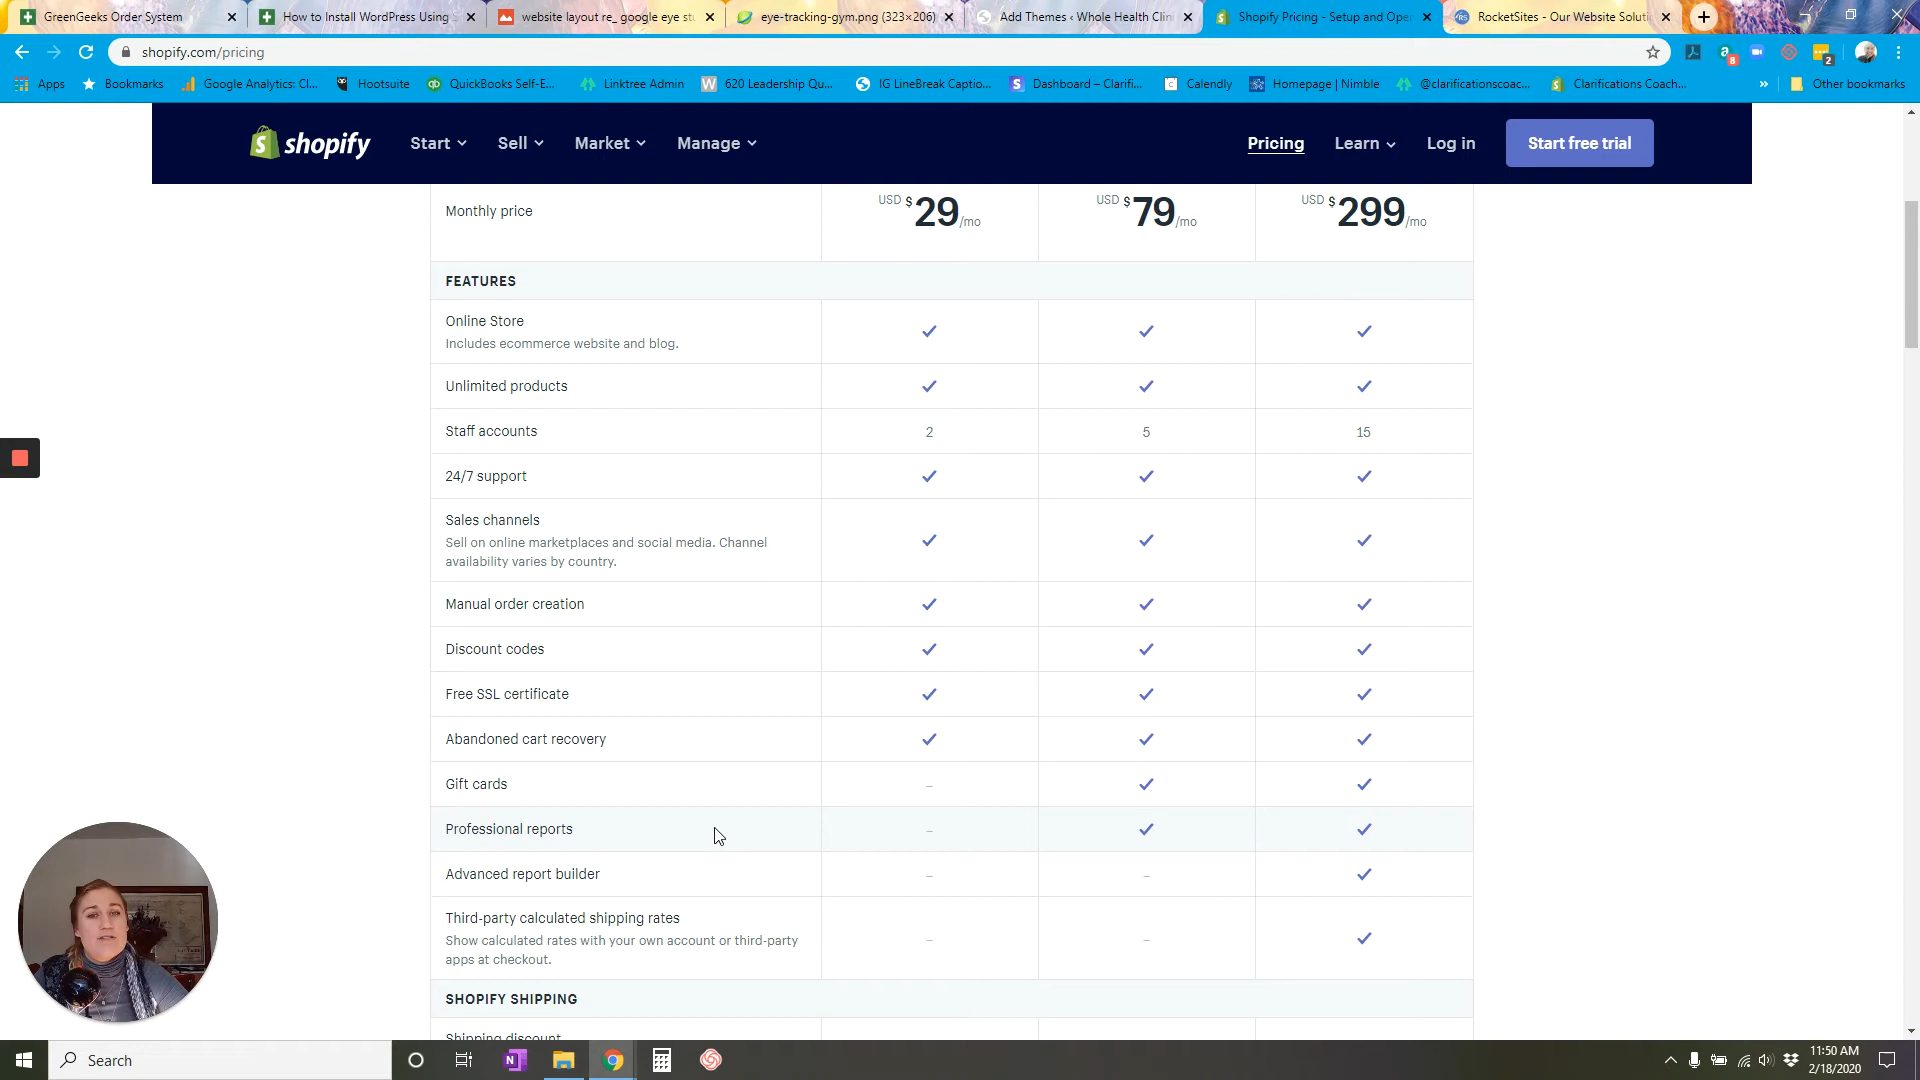 GreenGeeks Order System
How to Install WordPress Using
website layout re_ google eye stu
eye-tracking-gym.png (323×206)
Add Themes ‹ Whole Health Clini
Shopify Pricing - Setup and Open
RocketSites - Our Website Soluti
shopify.com/pricing
8
2
Apps
Bookmarks
Google Analytics: Cl...
Hootsuite
QuickBooks Self-E...
Linktree Admin
620 Leadership Qu...
IG LineBreak Captio...
Dashboard – Clarifi...
Calendly
Homepage | Nimble
@clarificationscoac...
Clarifications Coach...
»
Other bookmarks
shopify
Start
Sell
Market
Manage
Pricing
Learn
Log in
Start free trial
Monthly price
USD $ 29/mo
USD $ 79/mo
USD $ 299/mo
FEATURES
Online Store
Includes ecommerce website and blog.
Unlimited products
Staff accounts
2
5
15
24/7 support
Sales channels
Sell on online marketplaces and social media. Channel
availability varies by country.
Manual order creation
Discount codes
Free SSL certificate
Abandoned cart recovery
Gift cards
–
Professional reports
–
Advanced report builder
–
–
Third-party calculated shipping rates
Show calculated rates with your own account or third-party
apps at checkout.
–
–
SHOPIFY SHIPPING
Shipping discount
Search
11:50 AM
2/18/2020